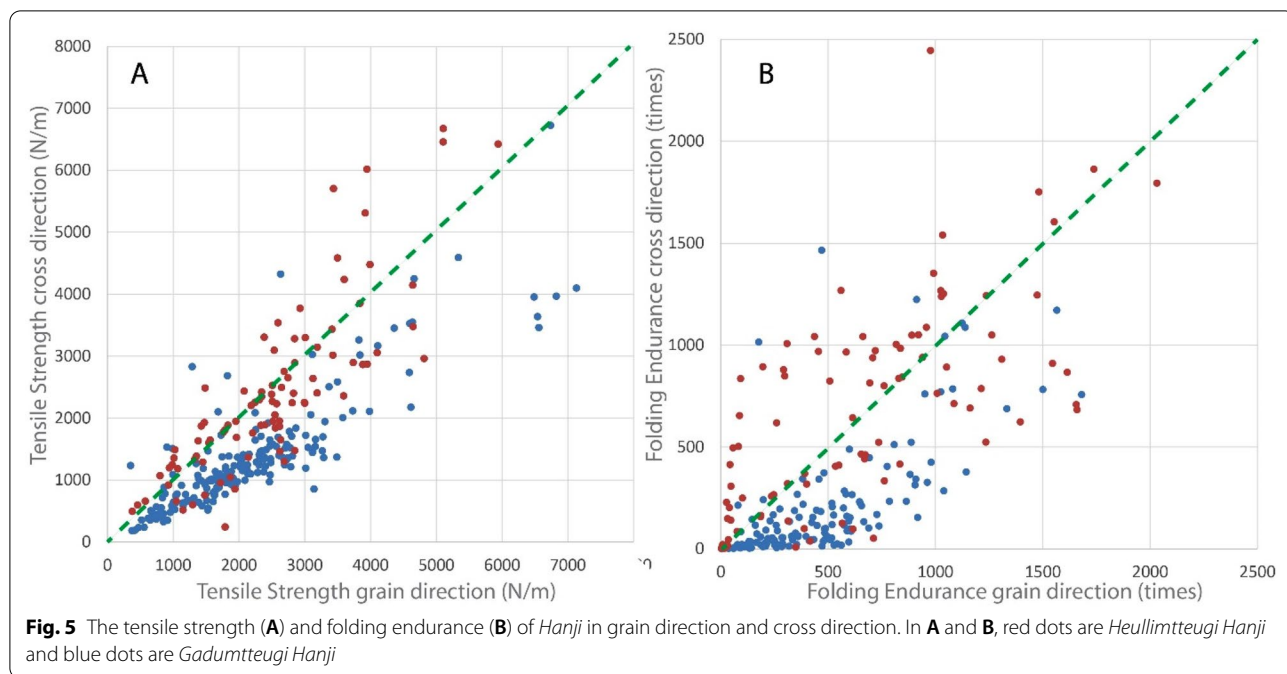 A
8000
7000
6000
5000
4000
3000
2000
1000
0
Tensile Strength cross direction (N/m)
0 1000 2000 3000 4000 5000 6000 7000
Tensile Strength grain direction (N/m)
B
2500
2000
1500
1000
500
0
Folding Endurance cross direction (times)
0 500 1000 1500 2000 2500
Folding Endurance grain direction (times)
Fig. 5 The tensile strength (A) and folding endurance (B) of Hanji in grain direction and cross direction. In A and B, red dots are Heullimtteugi Hanji
and blue dots are Gadumtteugi Hanji